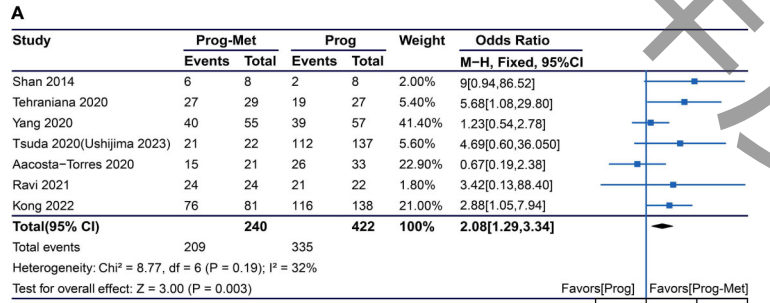 A
Study Prog-Met Prog Weight Odds Ratio
Events Total Events Total M-H, Fixed, 95%CI
Shan 2014 6 8 2 8 2.00% 9[0.94,86.52]
Tehraniana 2020 27 29 19 27 5.40% 5.68[1.08,29.80]
Yang 2020 40 55 39 57 41.40% 1.23[0.54,2.78]
Tsuda 2020(Ushijima 2023) 21 22 112 137 5.60% 4.69[0.60,36.050]
Aacosta-Torres 2020 15 21 26 33 22.90% 0.67[0.19,2.38]
Ravi 2021 24 24 21 22 1.80% 3.42[0.13,88.40]
Kong 2022 76 81 116 138 21.00% 2.88[1.05,7.94]
Total(95% CI) 240 422 100% 2.08[1.29,3.34]
Total events 209 335
Heterogeneity: Chi² = 8.77, df = 6 (P = 0.19); I² = 32%
Test for overall effect: Z = 3.00 (P = 0.003) Favors[Prog] Favors[Prog-Met]